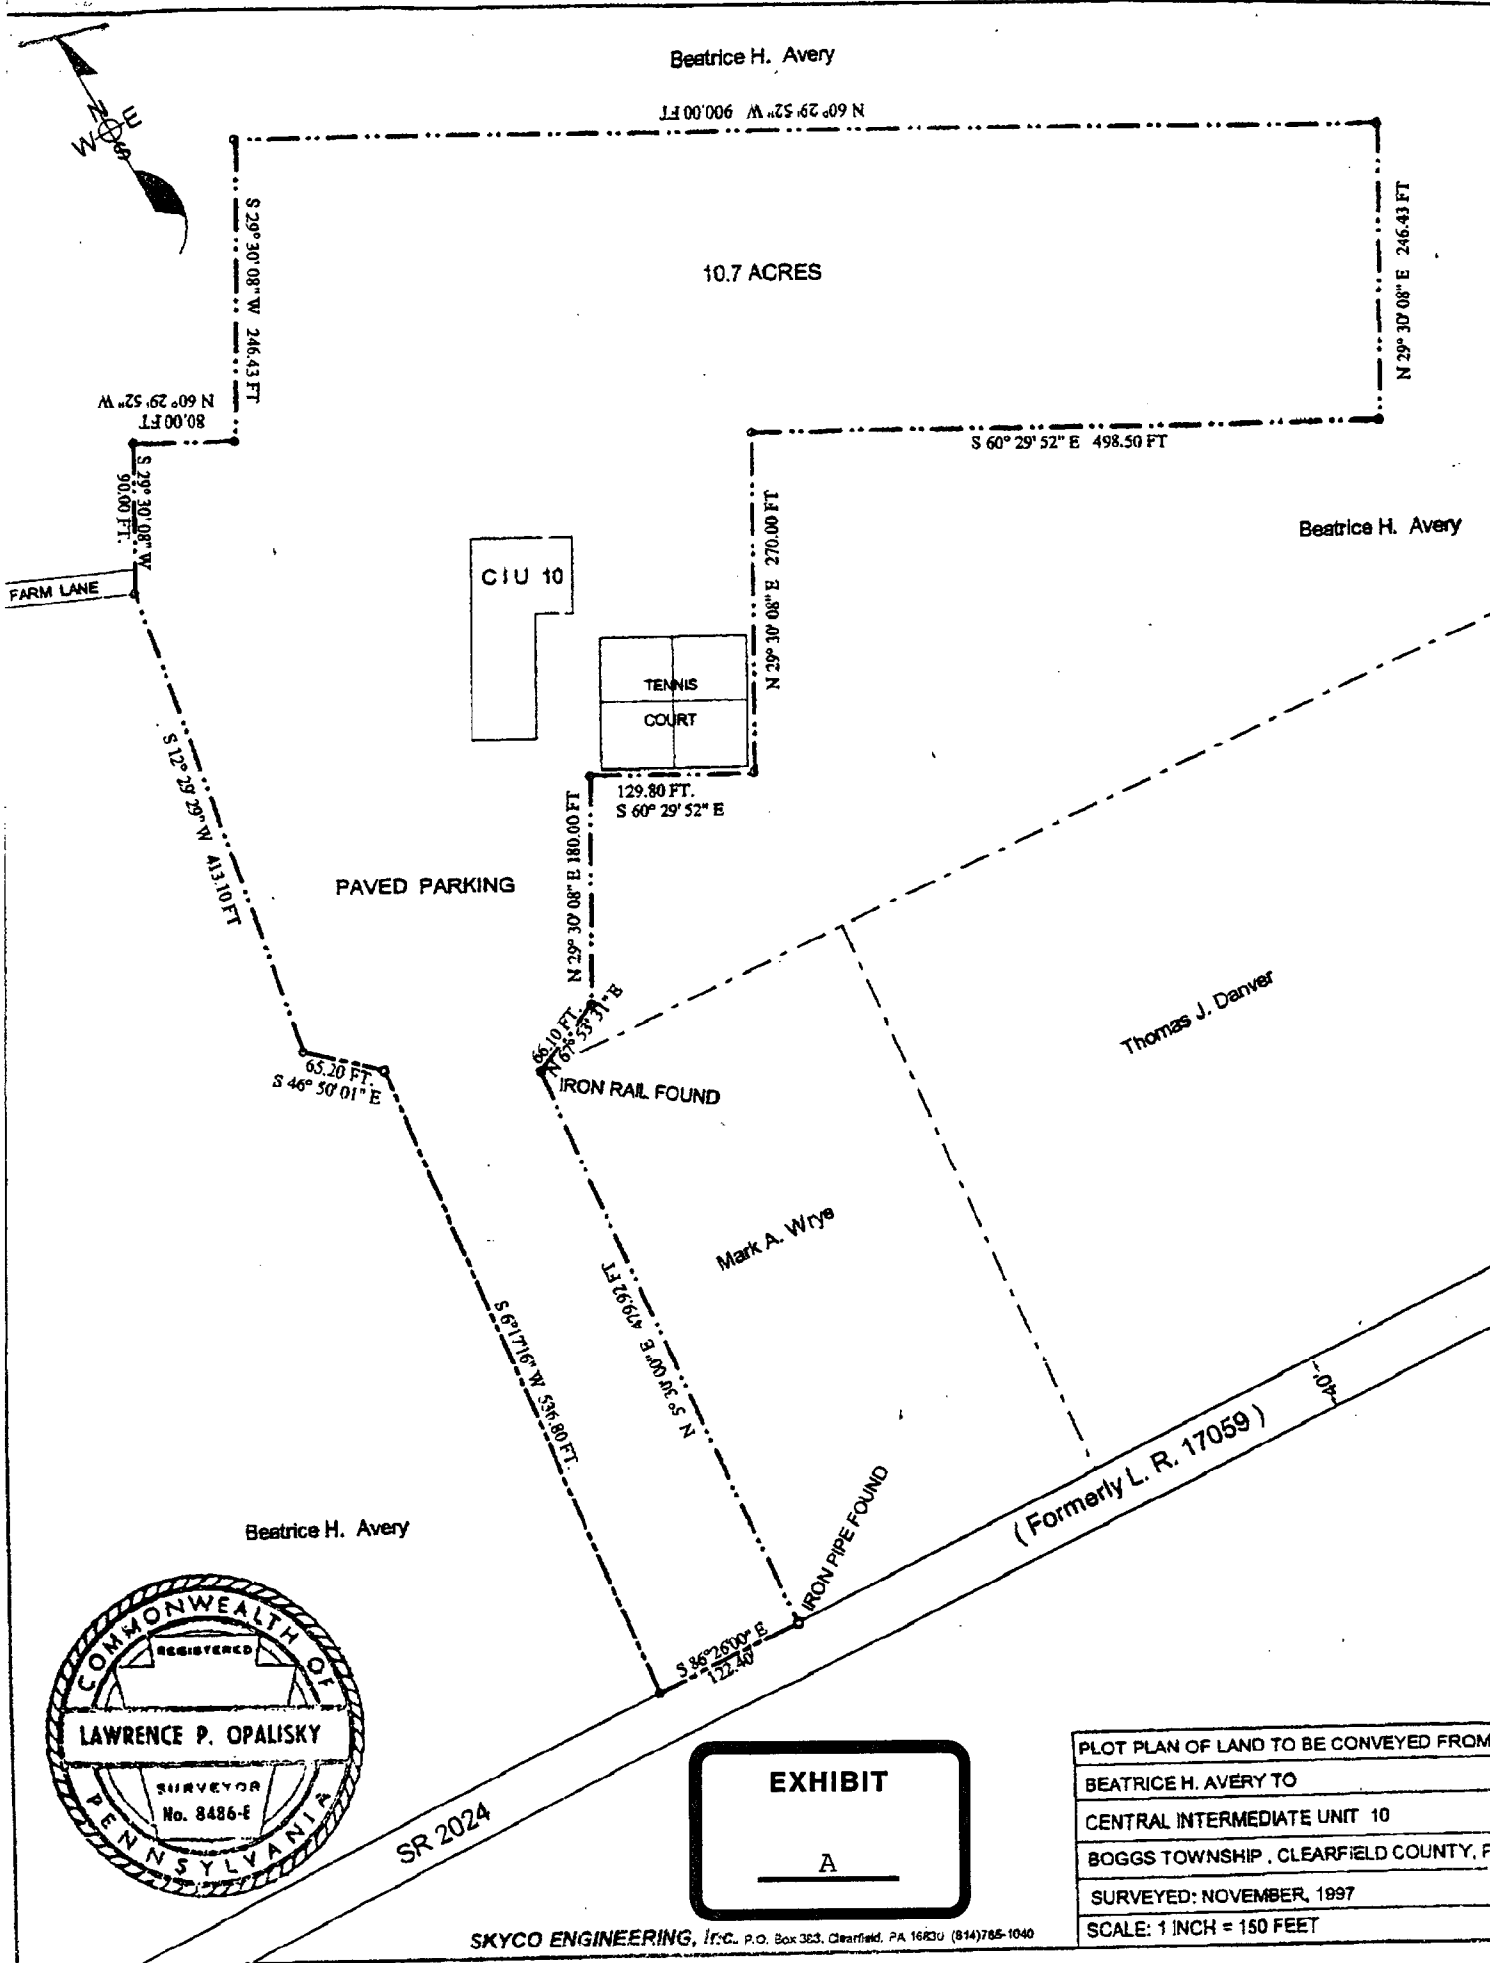 Beatrice H. Avery
N 60° 29' 52" W 900.00 FT
N
E
W
S
S 29° 30' 08" W 246.43 FT
N 29° 30' 08" E 246.43 FT
10.7 ACRES
N 60° 29' 52" W
80.00 FT
S 60° 29' 52" E 498.50 FT
S 29° 30' 08" W
90.00 FT.
N 29° 30' 08" E 270.00 FT
Beatrice H. Avery
CIU 10
FARM LANE
TENNIS
COURT
S 12° 29' 29" W 413.10 FT
129.80 FT.
S 60° 29' 52" E
N 29° 30' 08" E 180.00 FT
PAVED PARKING
66.10 FT.
N 67° 53' 31" E
Thomas J. Danver
65.20 FT.
S 46° 50' 01" E
IRON RAIL FOUND
Mark A. Wrye
N 5° 30' 00" E 479.92 FT
S 6°17'16" W 536.80 FT.
40'
( Formerly L. R. 17059 )
IRON PIPE FOUND
Beatrice H. Avery
S 86°26'00" E
122.40'
COMMONWEALTH OF
REGISTERED
LAWRENCE P. OPALISKY
SURVEYOR
No. 8486-E
PENNSYLVANIA
SR 2024
EXHIBIT
A
PLOT PLAN OF LAND TO BE CONVEYED FROM
BEATRICE H. AVERY TO
CENTRAL INTERMEDIATE UNIT 10
BOGGS TOWNSHIP , CLEARFIELD COUNTY, P
SURVEYED: NOVEMBER, 1997
SCALE: 1 INCH = 150 FEET
SKYCO ENGINEERING, Inc. P.O. Box 383, Clearfield, PA 16830 (814)765-1040